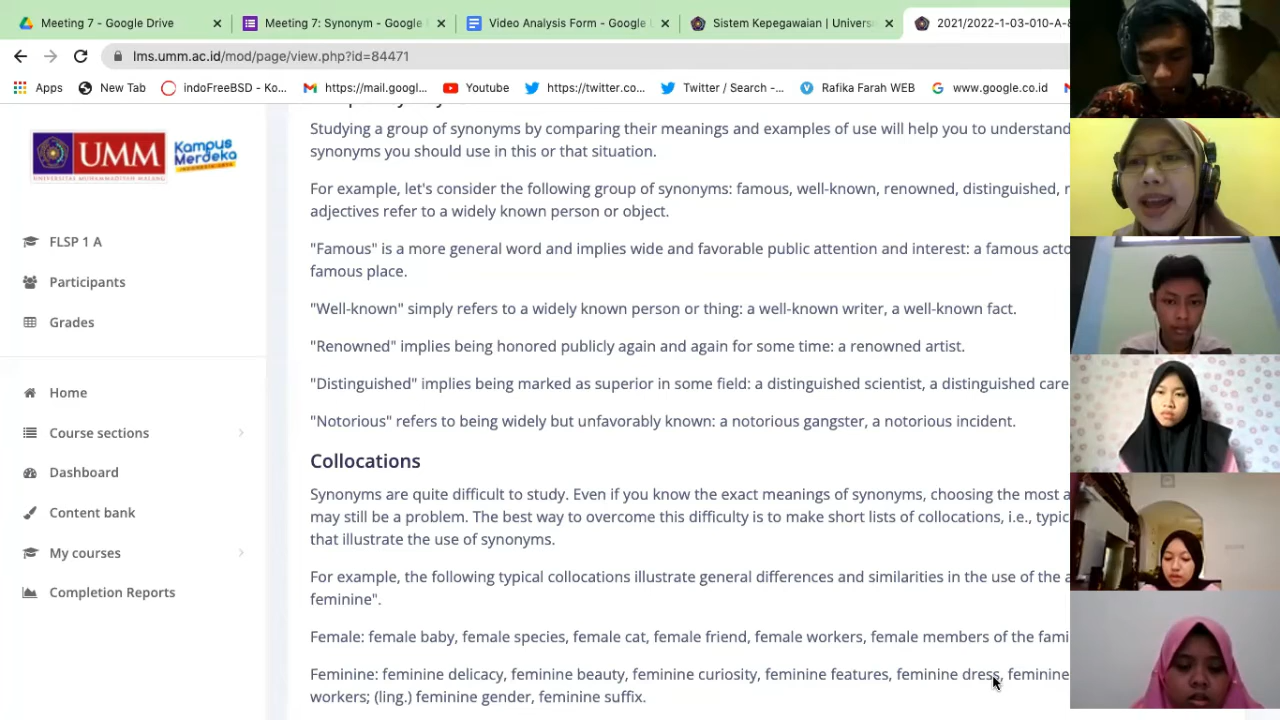 Meeting 7 - Google Drive
Meeting 7: Synonym - Google
Video Analysis Form - Google
Sistem Kepegawaian | Univers
2021/2022-1-03-010-A-
lms.umm.ac.id/mod/page/view.php?id=84471
Apps New Tab indoFreeBSD - Ko... https://mail.googl... Youtube https://twitter.co... Twitter / Search -... Rafika Farah WEB www.google.co.id
UMM
UNIVERSITAS MUHAMMADIYAH MALANG
Kampus
Merdeka
FLSP 1 A
Participants
Grades
Home
Course sections
Dashboard
Content bank
My courses
Completion Reports
Studying a group of synonyms by comparing their meanings and examples of use will help you to understand
synonyms you should use in this or that situation.
For example, let's consider the following group of synonyms: famous, well-known, renowned, distinguished,
adjectives refer to a widely known person or object.
"Famous" is a more general word and implies wide and favorable public attention and interest: a famous acto
famous place.
"Well-known" simply refers to a widely known person or thing: a well-known writer, a well-known fact.
"Renowned" implies being honored publicly again and again for some time: a renowned artist.
"Distinguished" implies being marked as superior in some field: a distinguished scientist, a distinguished care
"Notorious" refers to being widely but unfavorably known: a notorious gangster, a notorious incident.
Collocations
Synonyms are quite difficult to study. Even if you know the exact meanings of synonyms, choosing the most a
may still be a problem. The best way to overcome this difficulty is to make short lists of collocations, i.e., typic
that illustrate the use of synonyms.
For example, the following typical collocations illustrate general differences and similarities in the use of the a
feminine".
Female: female baby, female species, female cat, female friend, female workers, female members of the fami
Feminine: feminine delicacy, feminine beauty, feminine curiosity, feminine features, feminine dress, feminine
workers; (ling.) feminine gender, feminine suffix.